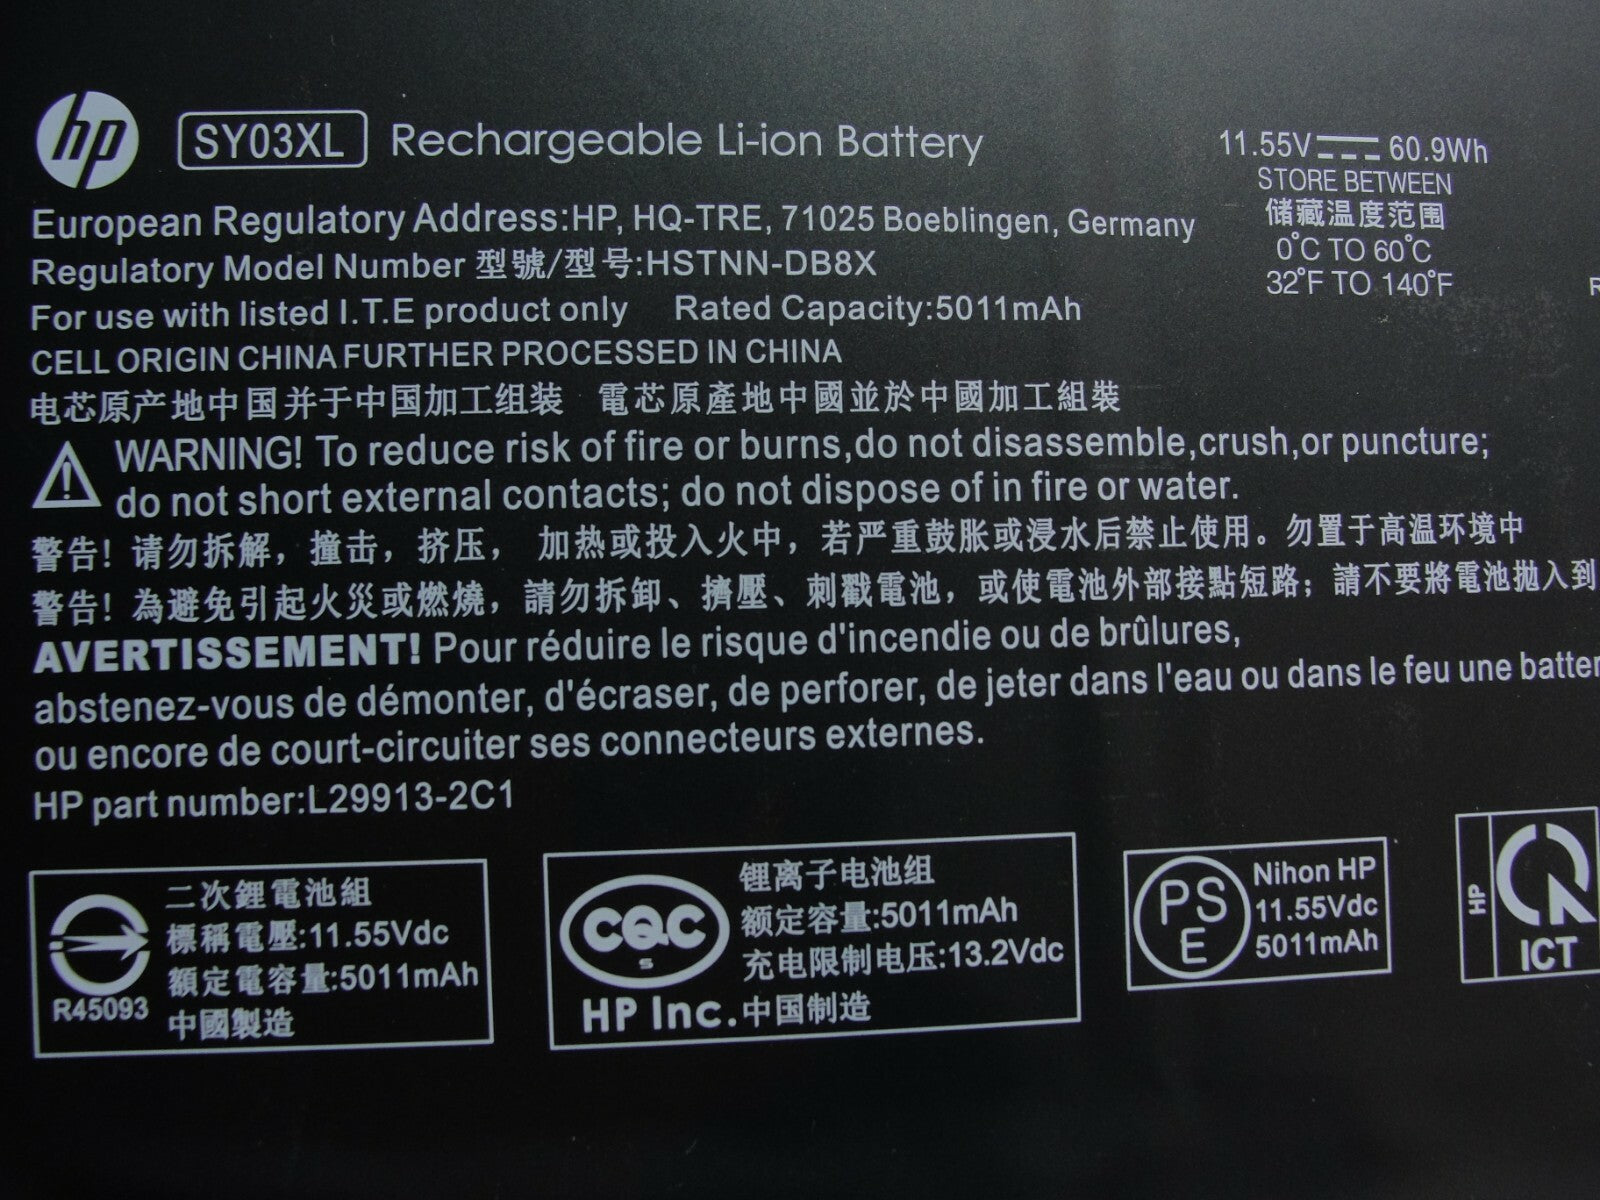 hp SY03XL Rechargeable Li-ion Battery
11.55V 60.9Wh
STORE BETWEEN
储藏温度范围
0°C TO 60°C
32°F TO 140°F
European Regulatory Address:HP, HQ-TRE, 71025 Boeblingen, Germany
Regulatory Model Number 型號/型号:HSTNN-DB8X
For use with listed I.T.E product only Rated Capacity:5011mAh
CELL ORIGIN CHINA FURTHER PROCESSED IN CHINA
电芯原产地中国并于中国加工组装 電芯原產地中國並於中國加工組裝
WARNING! To reduce risk of fire or burns,do not disassemble,crush,or puncture;
do not short external contacts; do not dispose of in fire or water.
警告! 请勿拆解，撞击，挤压， 加热或投入火中，若严重鼓胀或浸水后禁止使用。勿置于高温环境中
警告! 為避免引起火災或燃燒，請勿拆卸、擠壓、刺戳電池，或使電池外部接點短路；請不要將電池拋入到
AVERTISSEMENT! Pour réduire le risque d'incendie ou de brûlures,
abstenez-vous de démonter, d'écraser, de perforer, de jeter dans l'eau ou dans le feu une batter
ou encore de court-circuiter ses connecteurs externes.
HP part number:L29913-2C1
二次鋰電池組
標稱電壓:11.55Vdc
額定電容量:5011mAh
中國製造
R45093
CQC
S
HP Inc.
锂离子电池组
额定容量:5011mAh
充电限制电压:13.2Vdc
中国制造
PS
E
Nihon HP
11.55Vdc
5011mAh
HP
ICT